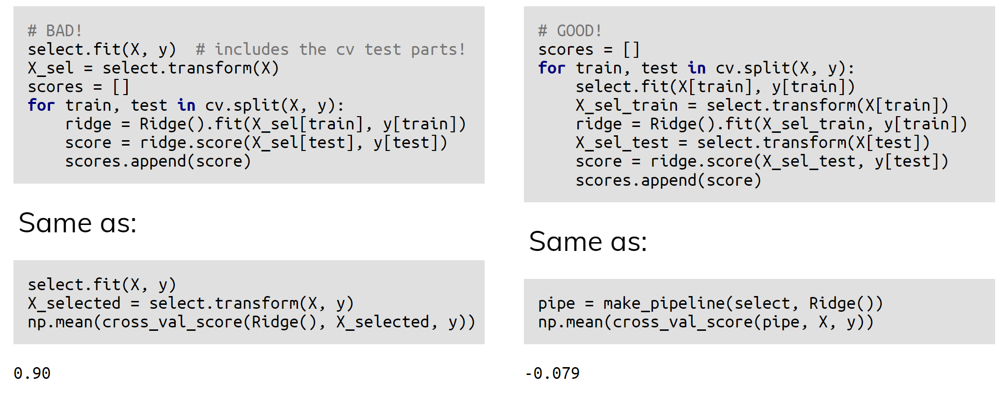 # BAD!
select.fit(X, y)  # includes the cv test parts!
X_sel = select.transform(X)
scores = []
for train, test in cv.split(X, y):
    ridge = Ridge().fit(X_sel[train], y[train])
    score = ridge.score(X_sel[test], y[test])
    scores.append(score)
Same as:
select.fit(X, y)
X_selected = select.transform(X, y)
np.mean(cross_val_score(Ridge(), X_selected, y))
0.90
# GOOD!
scores = []
for train, test in cv.split(X, y):
    select.fit(X[train], y[train])
    X_sel_train = select.transform(X[train])
    ridge = Ridge().fit(X_sel_train, y[train])
    X_sel_test = select.transform(X[test])
    score = ridge.score(X_sel_test, y[test])
    scores.append(score)
Same as:
pipe = make_pipeline(select, Ridge())
np.mean(cross_val_score(pipe, X, y))
-0.079